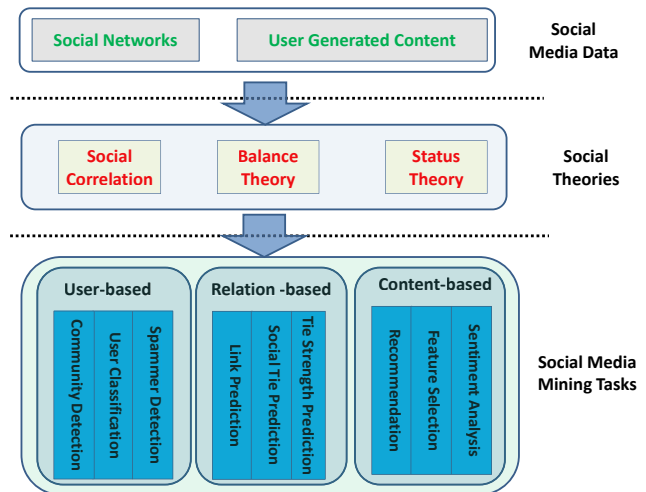 Social Networks
User Generated Content
Social
Media Data
Social
Correlation
Balance
Theory
Status
Theory
Social
Theories
User-based
Community Detection
User Classification
Spammer Detection
Relation -based
Link Prediction
Social Tie Prediction
Tie Strength Prediction
Content-based
Recommendation
Feature Selection
Sentiment Analysis
Social Media
Mining Tasks